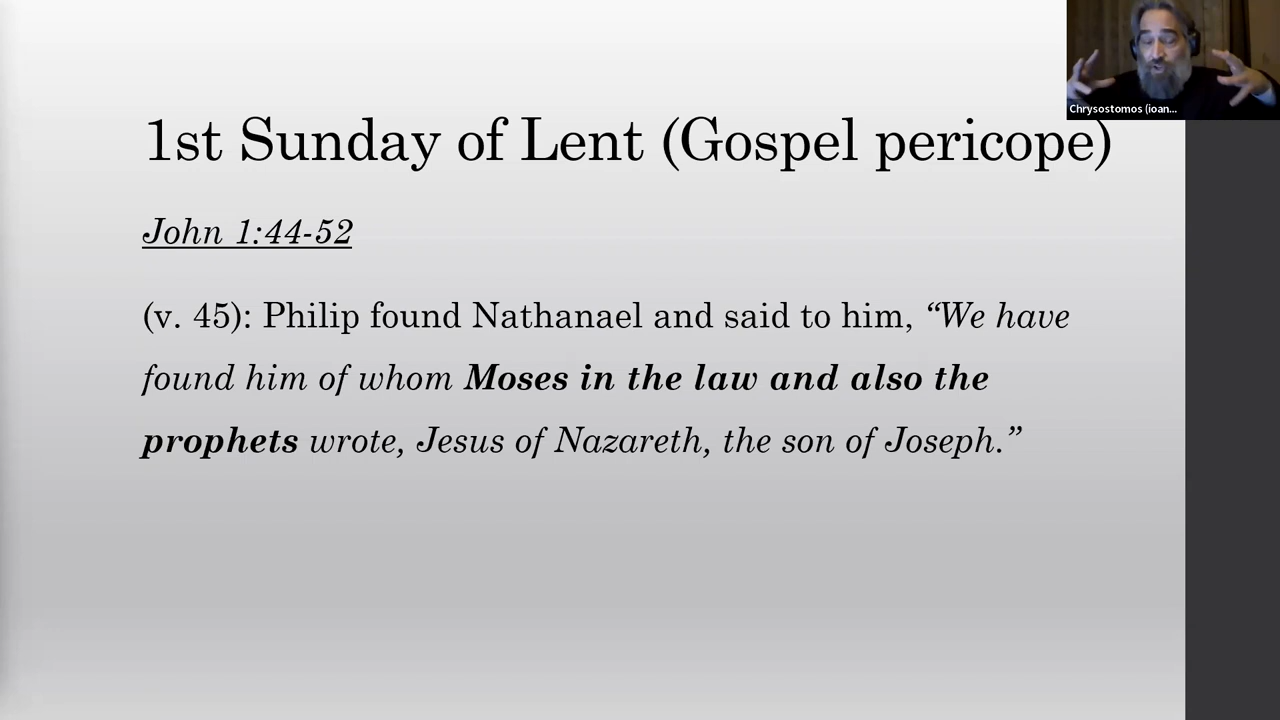 Chrysostomos (ioan...
1st Sunday of Lent (Gospel pericope)
John 1:44-52
(v. 45): Philip found Nathanael and said to him, “We have
found him of whom Moses in the law and also the
prophets wrote, Jesus of Nazareth, the son of Joseph.”